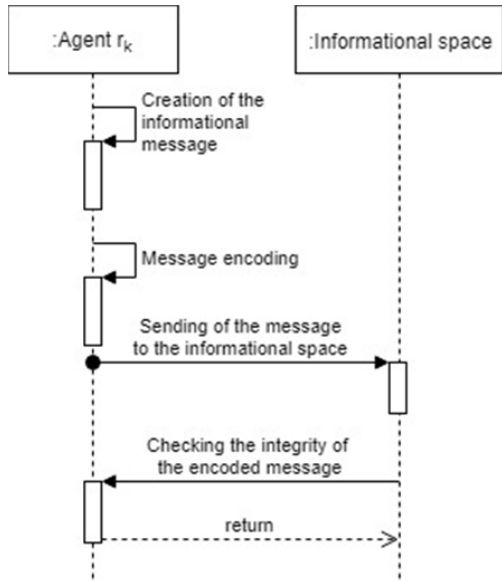 :Agent rk
:Informational space
Creation of the
informational
message
Message encoding
Sending of the message
to the informational space
Checking the integrity of
the encoded message
return